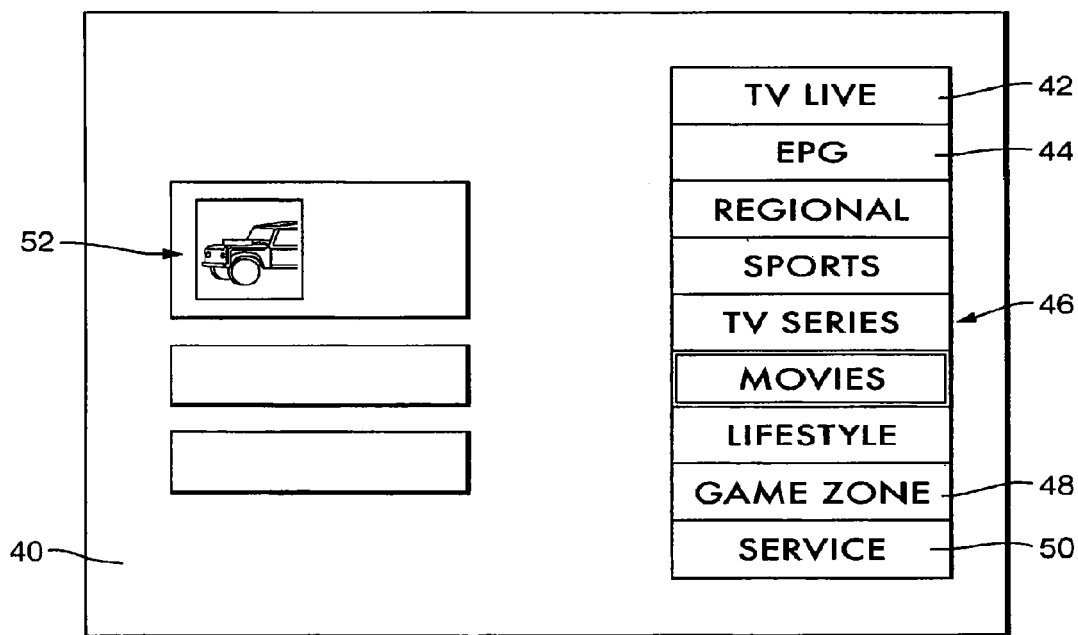 TV LIVE
42
EPG
44
REGIONAL
52
SPORTS
TV SERIES
46
MOVIES
LIFESTYLE
GAME ZONE
48
40
SERVICE
50